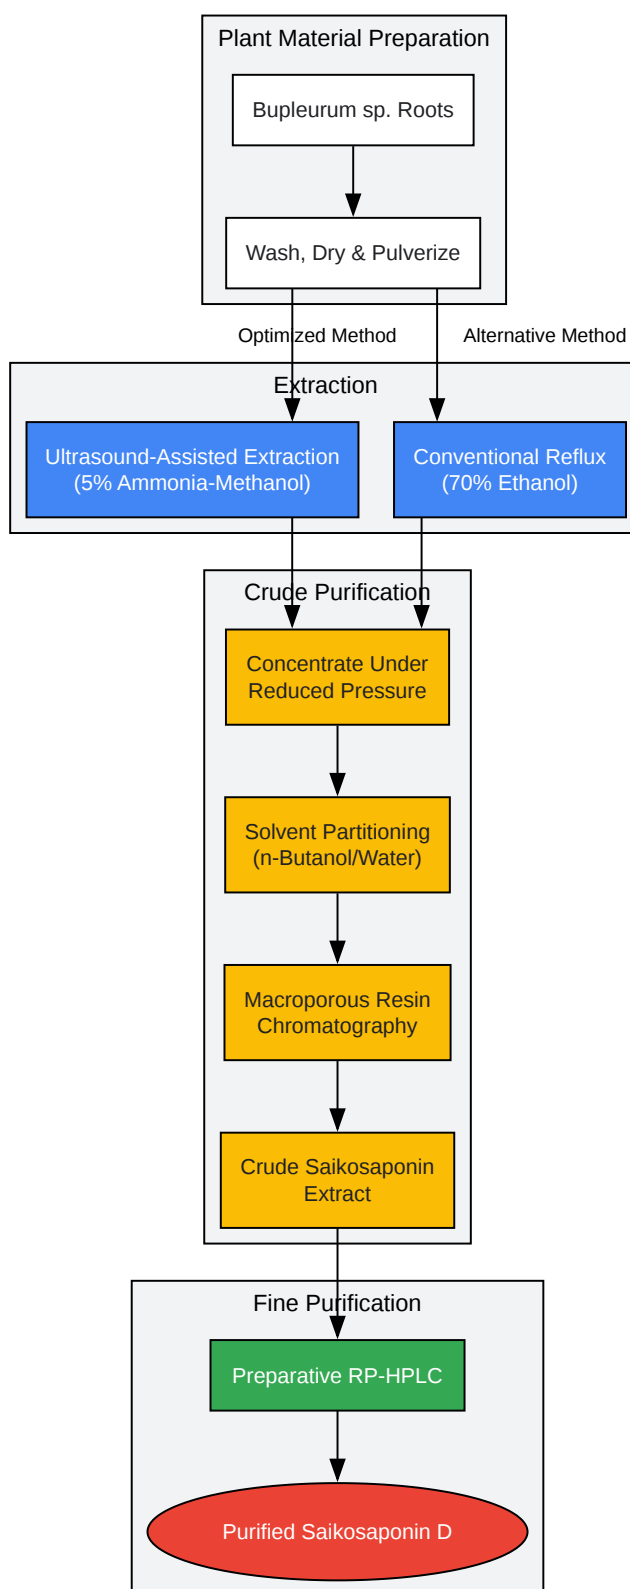 Plant Material Preparation
Bupleurum sp. Roots
Wash, Dry & Pulverize
Optimized Method
Alternative Method
Extraction
Ultrasound-Assisted Extraction
(5% Ammonia-Methanol)
Conventional Reflux
(70% Ethanol)
Crude Purification
Concentrate Under
Reduced Pressure
Solvent Partitioning
(n-Butanol/Water)
Macroporous Resin
Chromatography
Crude Saikosaponin
Extract
Fine Purification
Preparative RP-HPLC
Purified Saikosaponin D